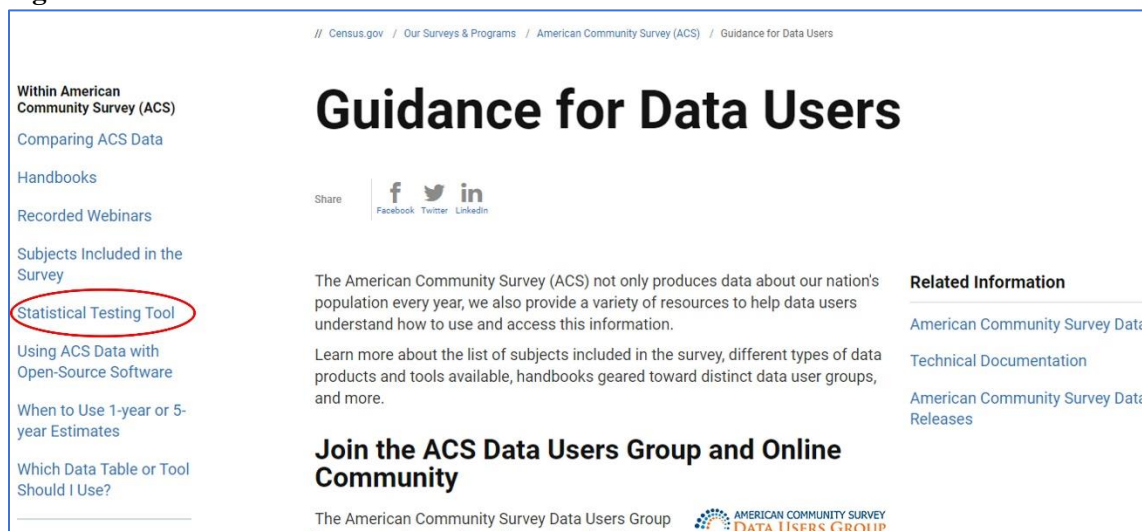 // Census.gov / Our Surveys & Programs / American Community Survey (ACS) / Guidance for Data Users
Within American
Community Survey (ACS)
Comparing ACS Data
Handbooks
Recorded Webinars
Subjects Included in the
Survey
Statistical Testing Tool
Using ACS Data with
Open-Source Software
When to Use 1-year or 5-
year Estimates
Which Data Table or Tool
Should I Use?
Guidance for Data Users
Share
Facebook Twitter LinkedIn
The American Community Survey (ACS) not only produces data about our nation's
population every year, we also provide a variety of resources to help data users
understand how to use and access this information.
Learn more about the list of subjects included in the survey, different types of data
products and tools available, handbooks geared toward distinct data user groups,
and more.
Join the ACS Data Users Group and Online
Community
The American Community Survey Data Users Group
AMERICAN COMMUNITY SURVEY
DATA USERS GROUP
Related Information
American Community Survey Data
Technical Documentation
American Community Survey Data
Releases